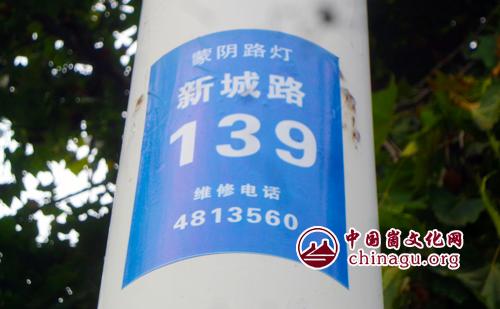 蒙阴路灯
新城路
139
维修电话
4813560
中国崮文化网
chinagu.org